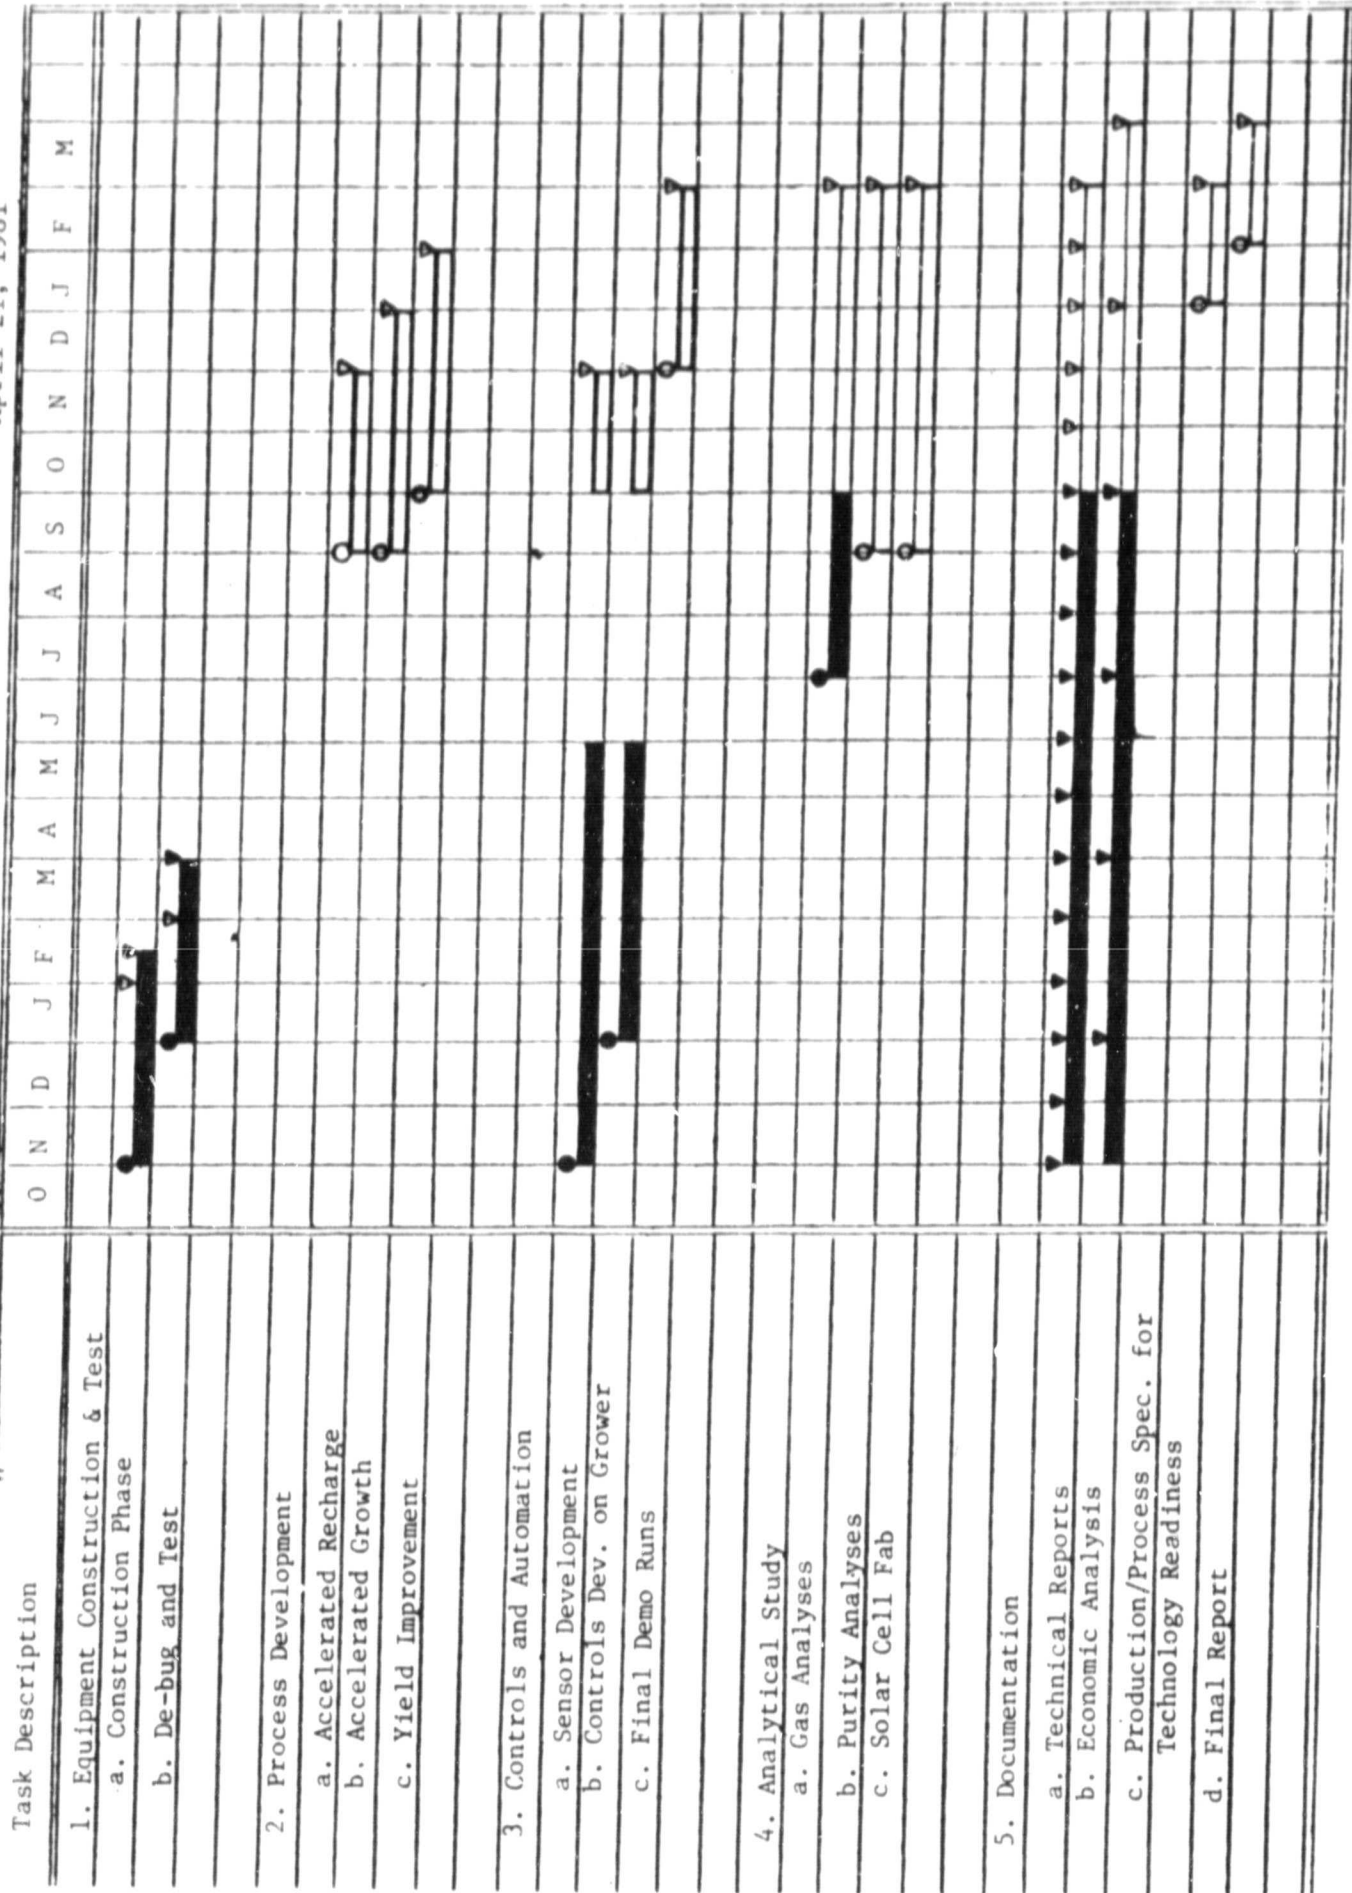 Task Description
O N D J F M A M J J A S O N D J F M
1. Equipment Construction & Test
a. Construction Phase
b. De-bug and Test
2. Process Development
a. Accelerated Recharge
b. Accelerated Growth
c. Yield Improvement
3. Controls and Automation
a. Sensor Development
b. Controls Dev. on Grower
c. Final Demo Runs
4. Analytical Study
a. Gas Analyses
b. Purity Analyses
c. Solar Cell Fab
5. Documentation
a. Technical Reports
b. Economic Analysis
c. Production/Process Spec. for
Technology Readiness
d. Final Report